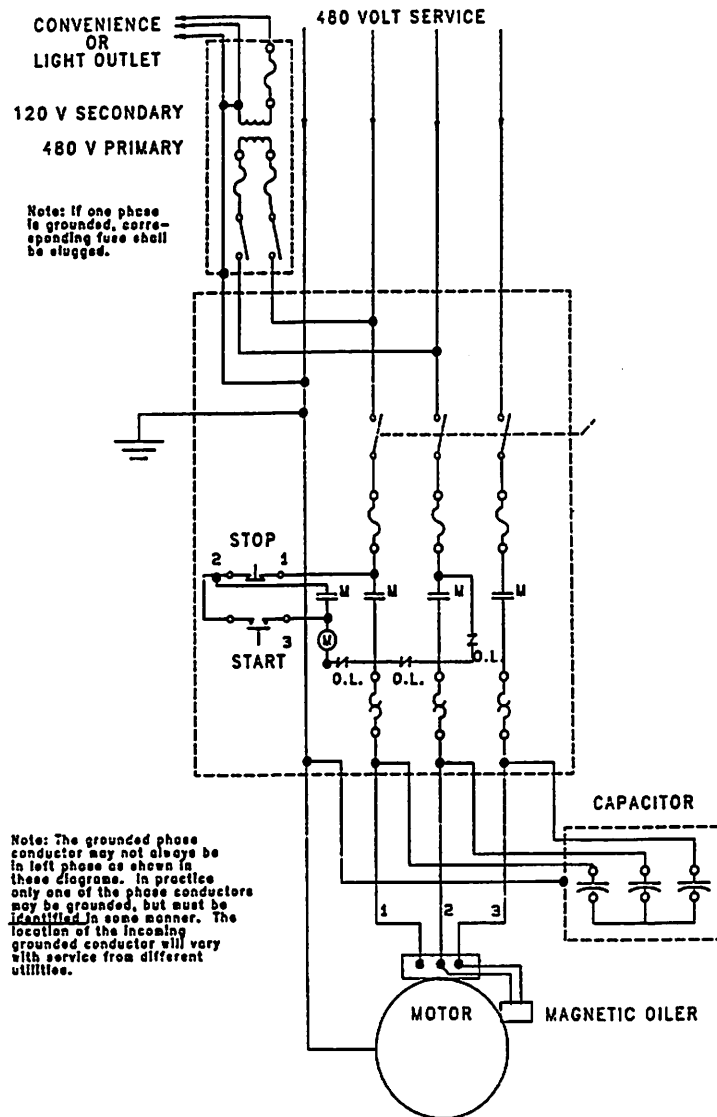 480 VOLT SERVICE
CONVENIENCE
OR
LIGHT OUTLET
120 V SECONDARY
480 V PRIMARY
Note: If one phase
is grounded, corre-
sponding fuse shall
be slugged.
STOP
2
1
M
M
M
M
3
START
M
O.L.
O.L.
O.L.
CAPACITOR
Note: The grounded phase
conductor may not always be
in left phase as shown in
these diagrams. In practice
only one of the phase conductors
may be grounded, but must be
identified in some manner. The
location of the incoming
grounded conductor will vary
with service from different
utilities.
1
2
3
MOTOR
MAGNETIC OILER